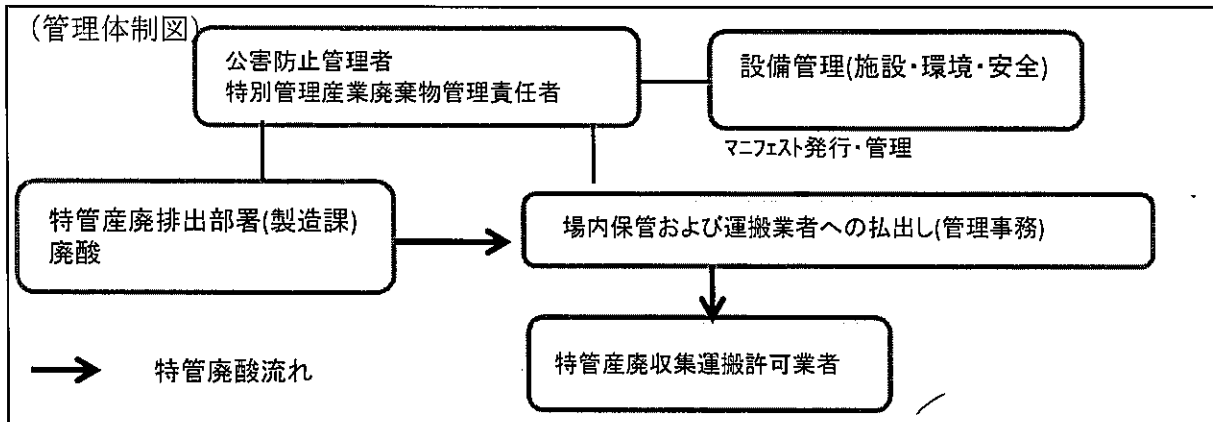 (管理体制図)
公害防止管理者
特別管理産業廃棄物管理責任者
設備管理(施設・環境・安全)
マニフェスト発行・管理
特管産廃排出部署(製造課)
廃酸
場内保管および運搬業者への払出し(管理事務)
特管産廃収集運搬許可業者
特管廃酸流れ